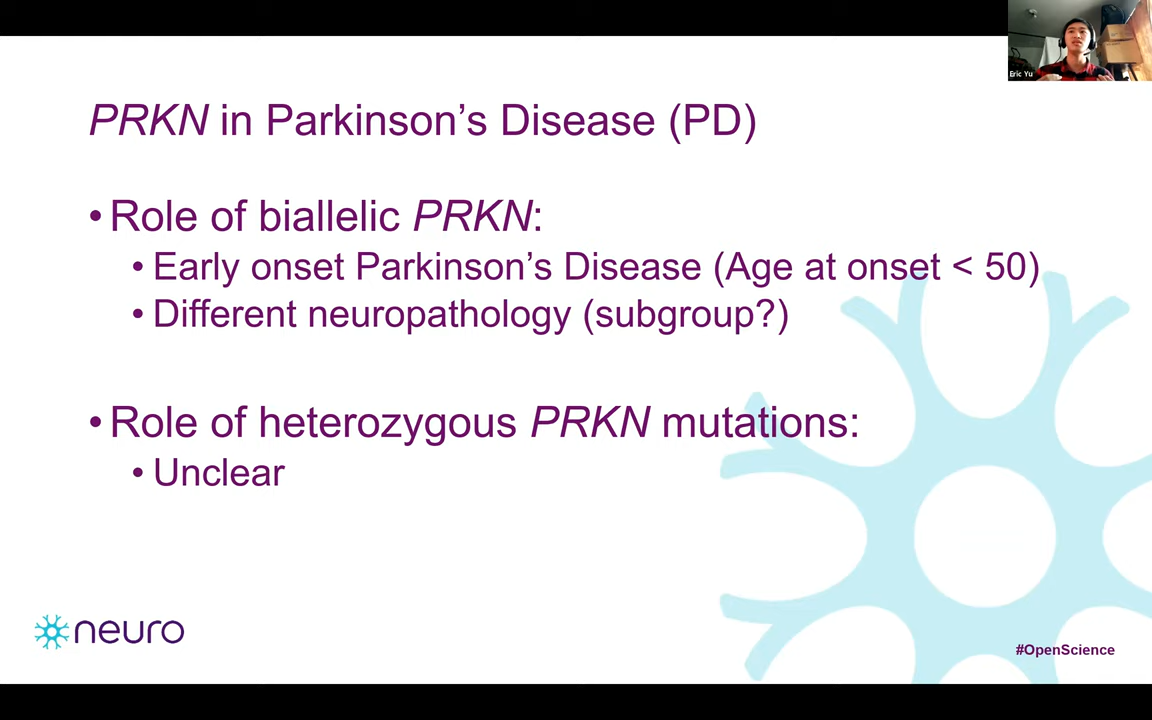 Eric Yu
PRKN in Parkinson’s Disease (PD)
• Role of biallelic PRKN:
• Early onset Parkinson’s Disease (Age at onset < 50)
• Different neuropathology (subgroup?)
• Role of heterozygous PRKN mutations:
• Unclear
neuro
#OpenScience